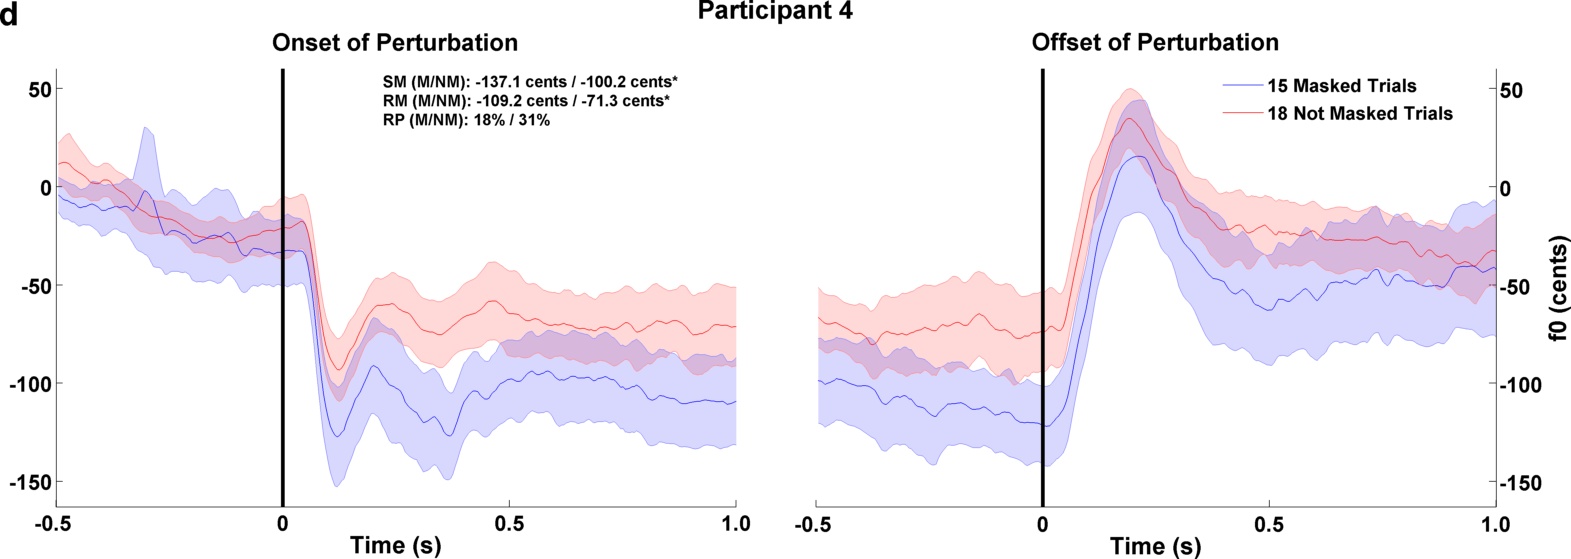 d
Participant 4
Onset of Perturbation
Offset of Perturbation
SM (M/NM): -137.1 cents / -100.2 cents*
RM (M/NM): -109.2 cents / -71.3 cents*
RP (M/NM): 18% / 31%
15 Masked Trials
18 Not Masked Trials
50
0
-50
-100
-150
50
0
-50
-100
-150
f0 (cents)
-0.5
0
0.5
1.0
-0.5
0
0.5
1.0
Time (s)
Time (s)